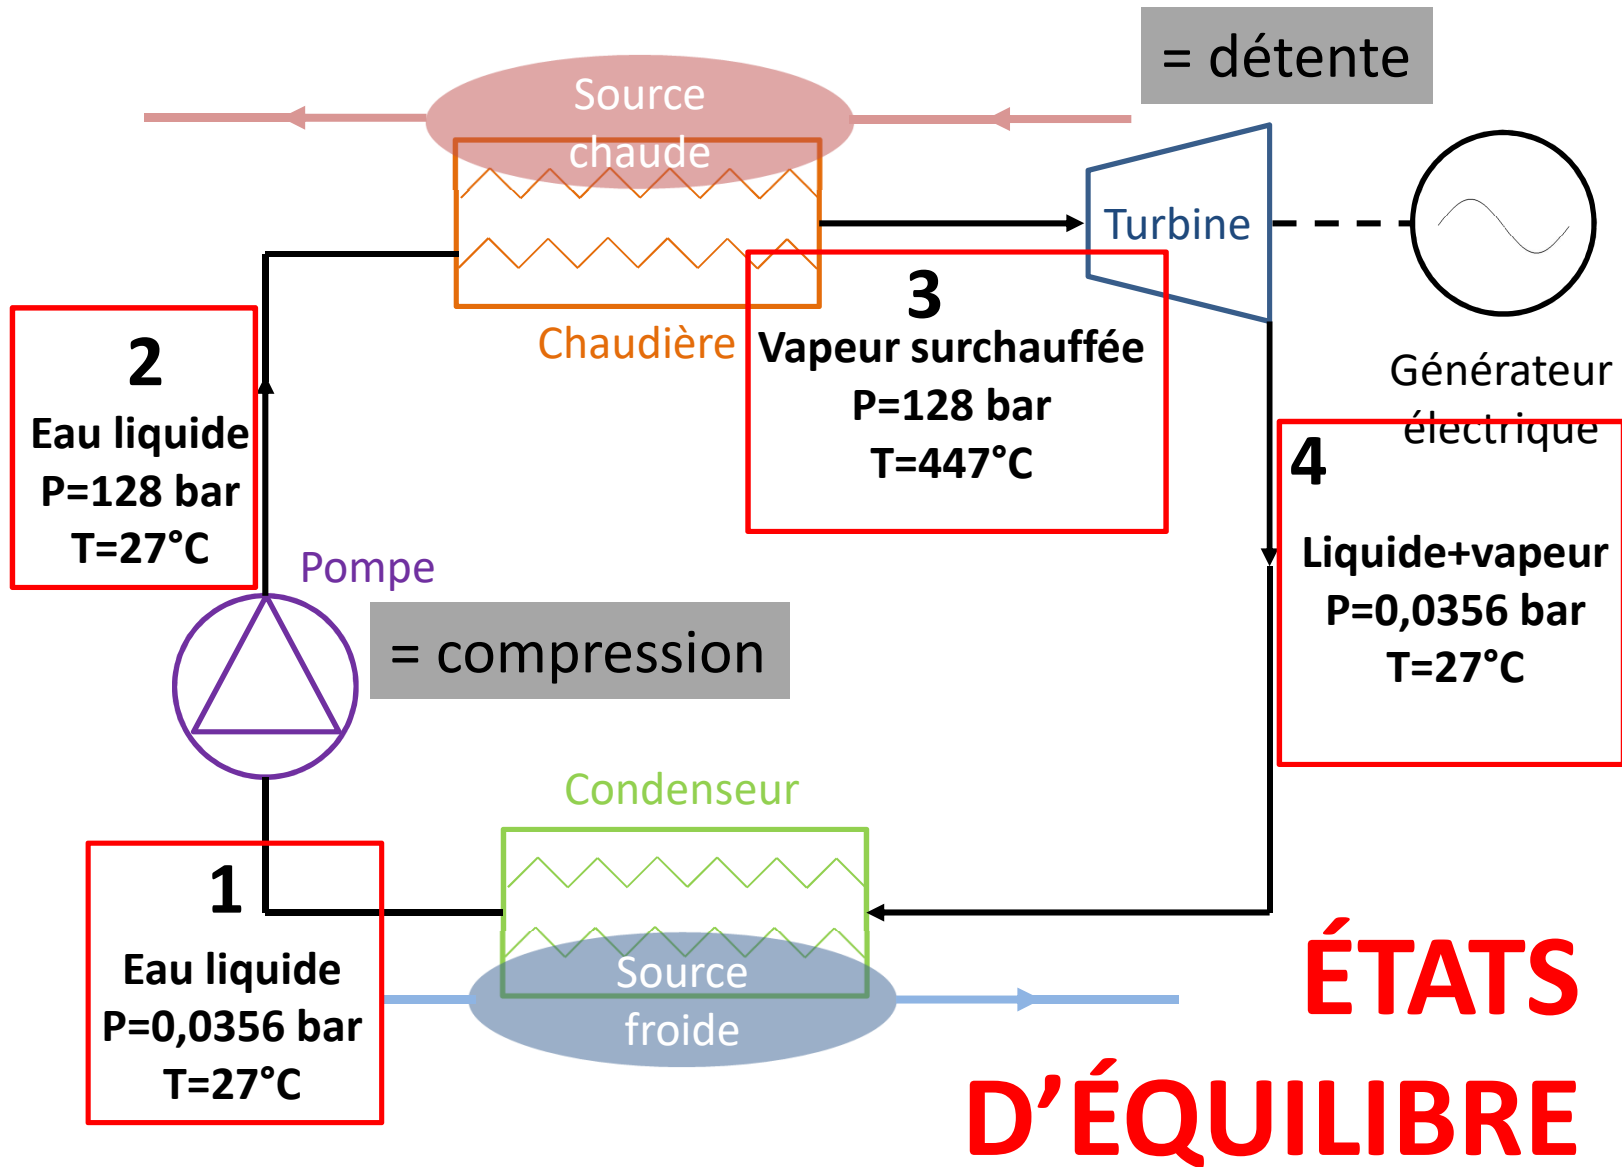 = détente
Source
chaude
Turbine
3
Vapeur surchauffée
P=128 bar
T=447°C
Chaudière
Générateur
électrique
2
Eau liquide
P=128 bar
T=27°C
4
Liquide+vapeur
P=0,0356 bar
T=27°C
Pompe
= compression
Condenseur
1
Eau liquide
P=0,0356 bar
T=27°C
Source
froide
ÉTATS
D’ÉQUILIBRE